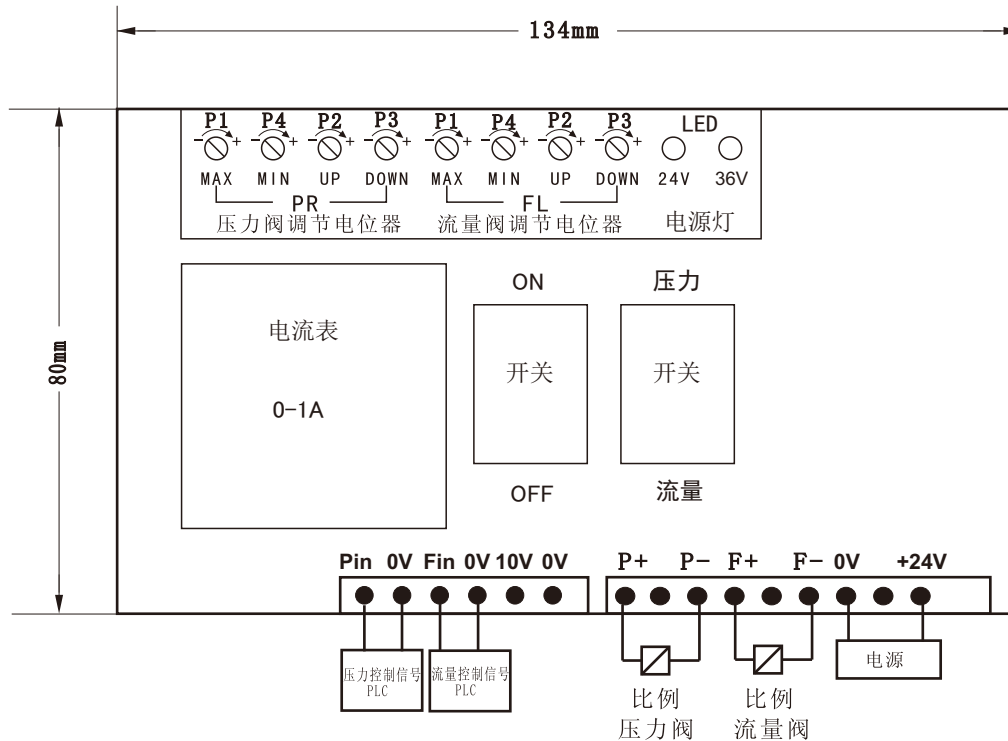 134mm
80mm
P1 P4 P2 P3 P1 P4 P2 P3 LED
- + - + - + - + - + - + - + - +
MAX MIN UP DOWN MAX MIN UP DOWN 24V 36V
PR FL
压力阀调节电位器 流量阀调节电位器 电源灯
ON 压力
电流表
开关 开关
0-1A
OFF 流量
Pin 0V Fin 0V 10V 0V P+ P- F+ F- 0V +24V
压力控制信号 流量控制信号 电源
PLC PLC
比例 比例
压力阀 流量阀